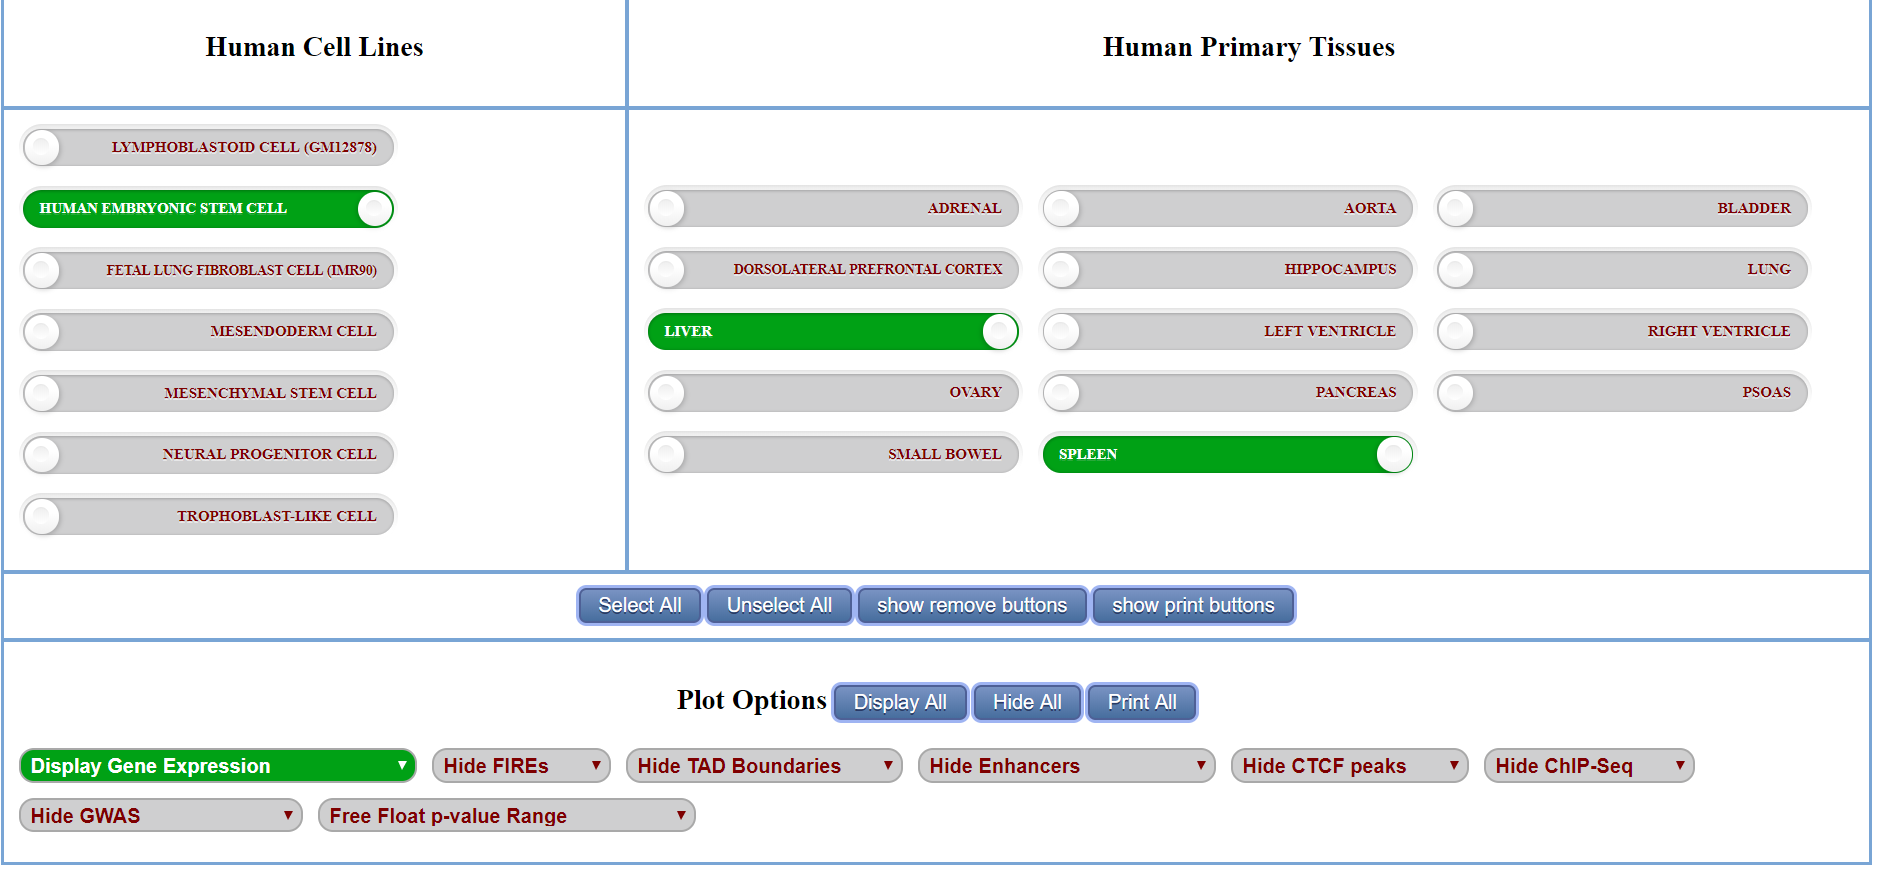 Human Cell Lines
Human Primary Tissues
LYMPHOBLASTOID CELL (GM12878)
HUMAN EMBRYONIC STEM CELL
FETAL LUNG FIBROBLAST CELL (IMR90)
MESENDODERM CELL
MESENCHYMAL STEM CELL
NEURAL PROGENITOR CELL
TROPHOBLAST-LIKE CELL
ADRENAL
AORTA
BLADDER
DORSOLATERAL PREFRONTAL CORTEX
HIPPOCAMPUS
LUNG
LIVER
LEFT VENTRICLE
RIGHT VENTRICLE
OVARY
PANCREAS
PSOAS
SMALL BOWEL
SPLEEN
Select All
Unselect All
show remove buttons
show print buttons
Plot Options
Display All
Hide All
Print All
Display Gene Expression
Hide FIREs
Hide TAD Boundaries
Hide Enhancers
Hide CTCF peaks
Hide ChIP-Seq
Hide GWAS
Free Float p-value Range